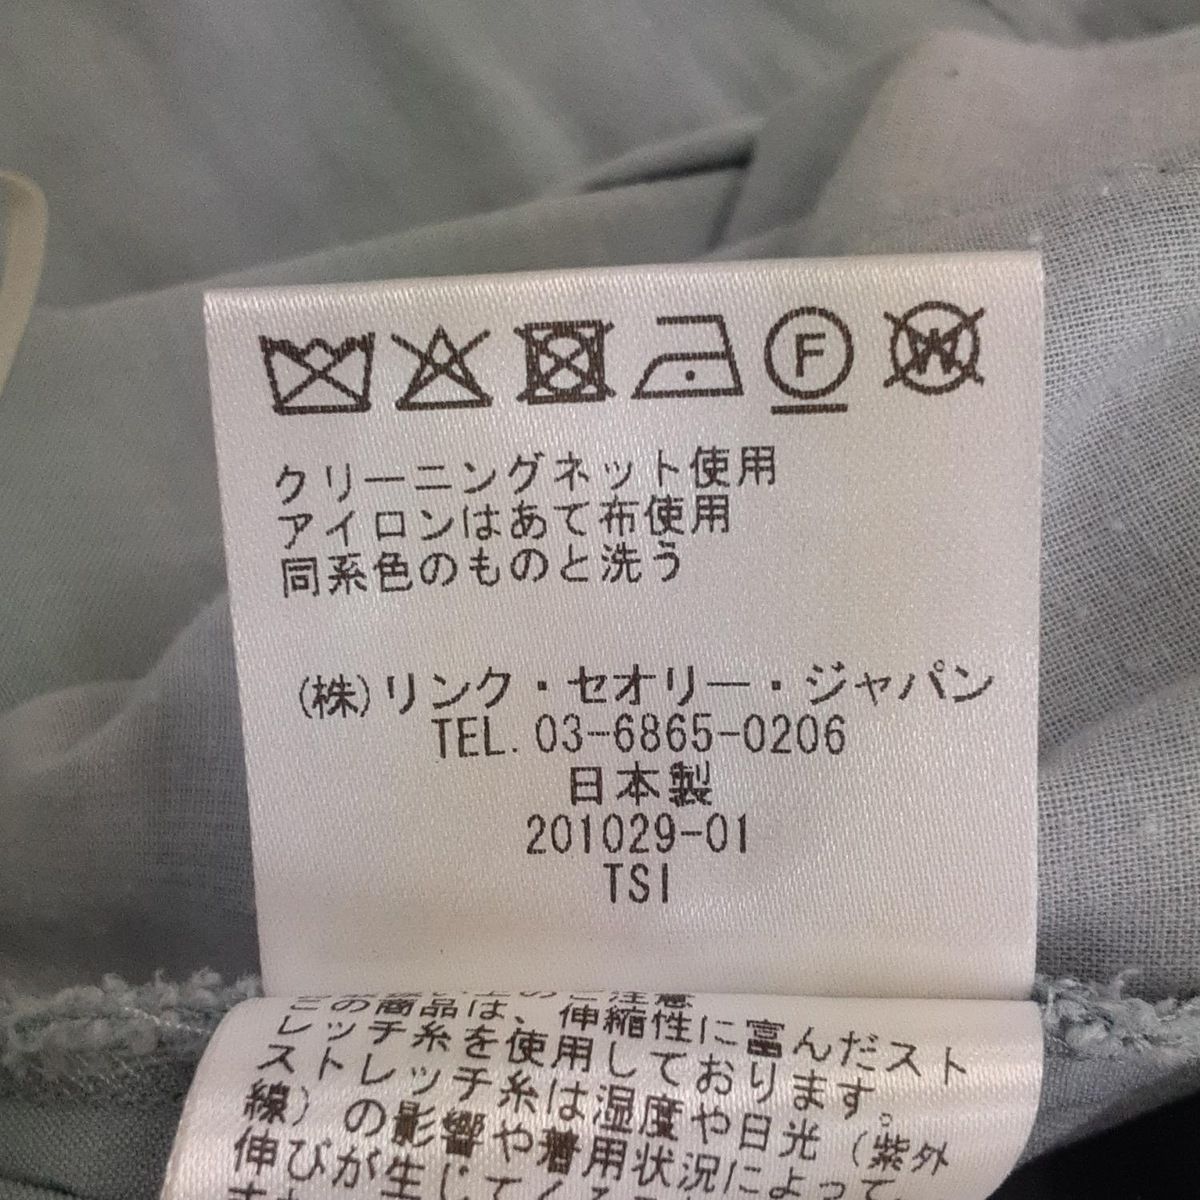 F
W
クリーニングネット使用
アイロンはあて布使用
同系色のものと洗う
(株)リンク・セオリー・ジャパン
TEL. 03-6865-0206
日本製
201029-01
TSI
この商品は、伸縮性に富んだスト
レッチ糸を使用しております。
ストレッチ糸は湿度や日光(紫外
線)の影響や着用状況によって、
伸びが生じてくる